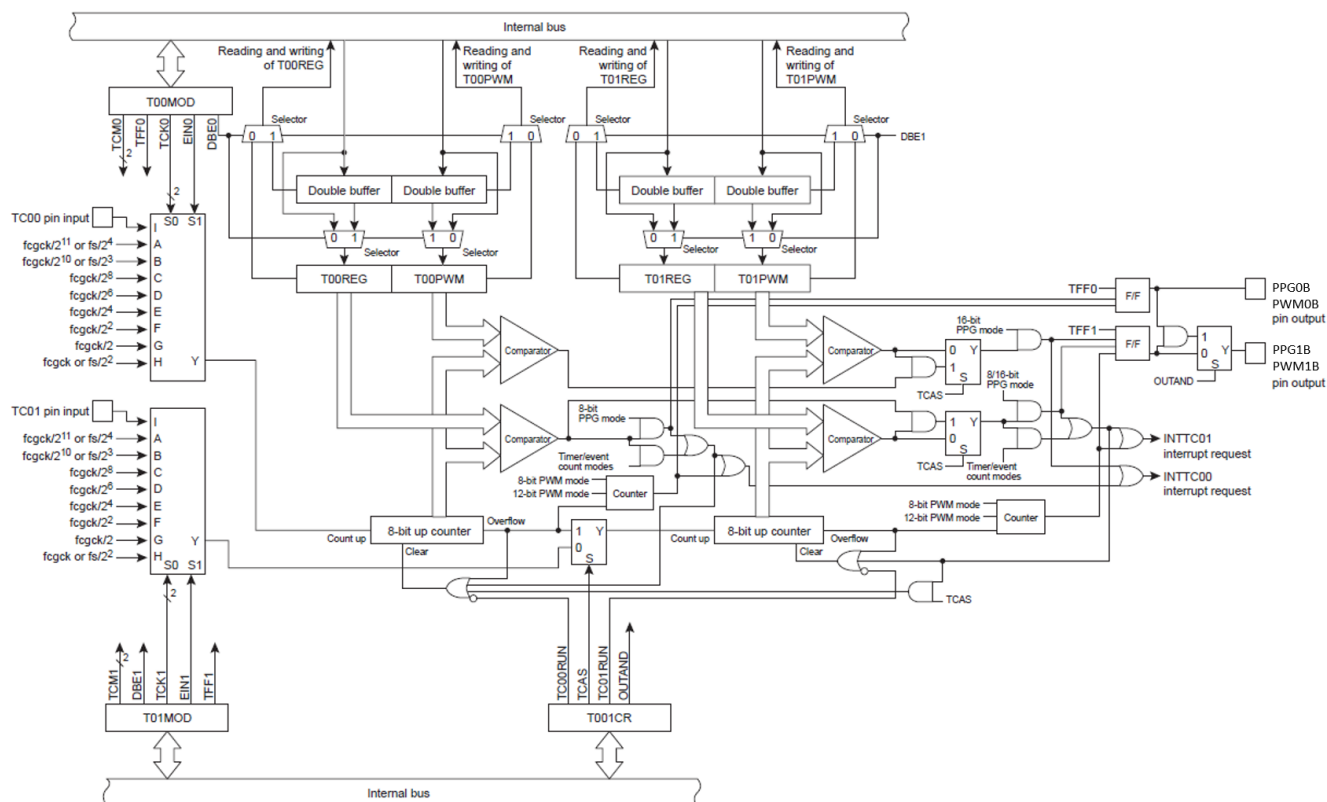 Internal bus
Reading and writing
of T00REG
Reading and
writing of
T00PWM
Reading and
writing of
T01REG
Reading and
writing of
T01PWM
T00MOD
TCM0
TFF0
TCK0
EIN0
DBE0
2
2
0 1
Selector
1 0
Selector
0 1
Selector
1 0
Selector
DBE1
Double buffer
Double buffer
Double buffer
Double buffer
0 1
Selector
1 0
Selector
0 1
Selector
1 0
Selector
T00REG
T00PWM
T01REG
T01PWM
TC00 pin input
S0 S1
I
fcgck/2¹¹ or fs/2⁴
A
fcgck/2¹⁰ or fs/2³
B
fcgck/2⁸
C
fcgck/2⁶
D
fcgck/2⁴
E
fcgck/2²
F
fcgck/2
G
fcgck or fs/2²
H
Y
TC01 pin input
I
fcgck/2¹¹ or fs/2⁴
A
fcgck/2¹⁰ or fs/2³
B
fcgck/2⁸
C
fcgck/2⁶
D
fcgck/2⁴
E
fcgck/2²
F
fcgck/2
G
fcgck or fs/2²
H
Y
S0 S1
2
Comparator
Comparator
Comparator
Comparator
8-bit
PPG mode
Timer/event
count modes
8-bit PWM mode
12-bit PWM mode
Counter
16-bit
PPG mode
0
1
Y
S
TCAS
8/16-bit
PPG mode
1
0
Y
S
TCAS
Timer/event
count modes
TFF0
F/F
TFF1
F/F
OUTAND
1
0
Y
S
PPG0B
PWM0B
pin output
PPG1B
PWM1B
pin output
INTTC01
interrupt request
INTTC00
interrupt request
8-bit PWM mode
12-bit PWM mode
Counter
Count up
8-bit up counter
Overflow
Clear
1
0
Y
S
Count up
8-bit up counter
Overflow
Clear
TCAS
TCM1
DBE1
TCK1
EIN1
TFF1
2
T01MOD
TC00RUN
TCAS
TC01RUN
OUTAND
T001CR
Internal bus